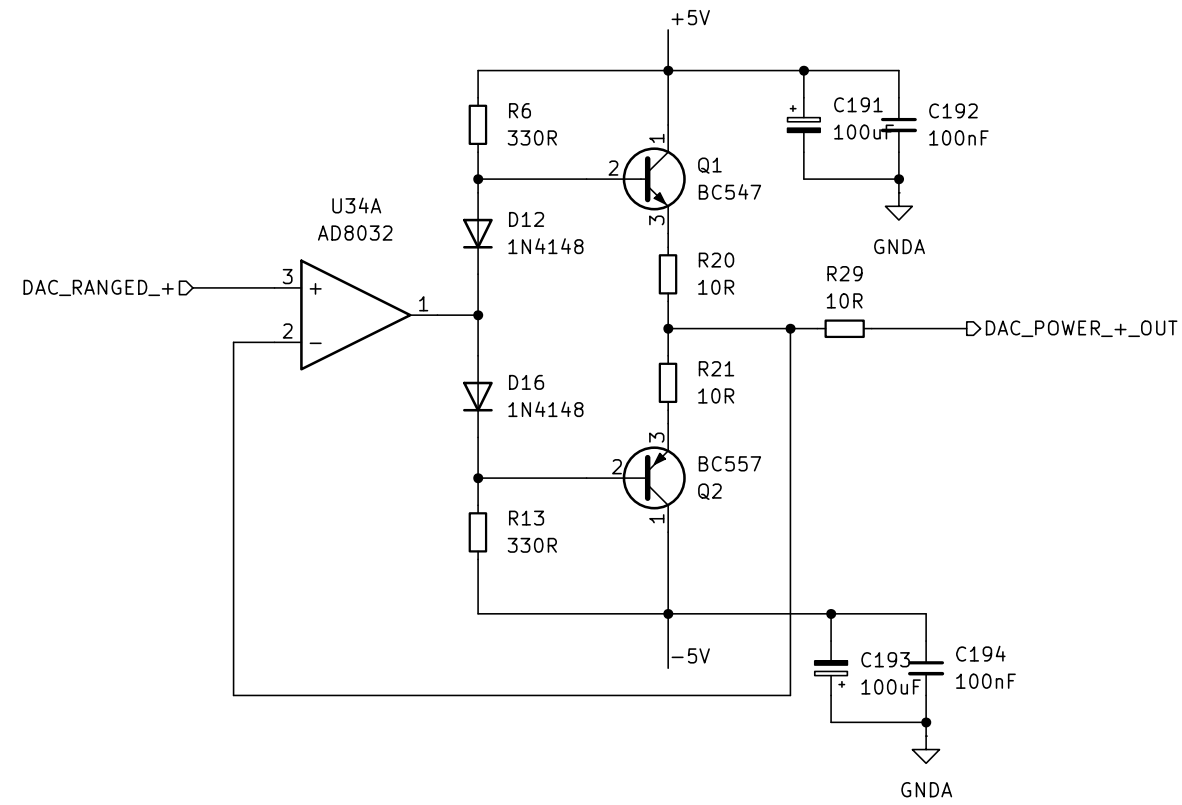 +5V
R6
330R
C191
100uF
C192
100nF
1
2
3
Q1
BC547
GNDA
U34A
AD8032
D12
1N4148
DAC_RANGED_+
3
+
2
-
1
R20
10R
R29
10R
DAC_POWER_+_OUT
D16
1N4148
R21
10R
3
2
1
BC557
Q2
R13
330R
-5V
+
C193
100uF
C194
100nF
+
GNDA